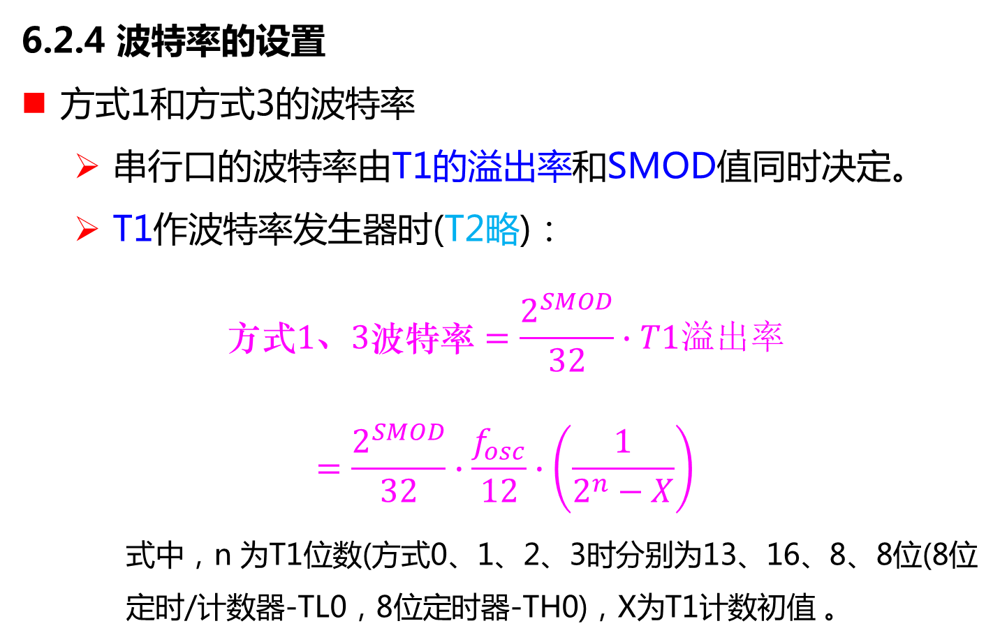 6.2.4 波特率的设置
■ 方式1和方式3的波特率
➢ 串行口的波特率由T1的溢出率和SMOD值同时决定。
➢ T1作波特率发生器时(T2略)：
方式1、3波特率 = \frac{2^{SMOD}}{32} · T1溢出率
= \frac{2^{SMOD}}{32} · \frac{f_{osc}}{12} · \left(\frac{1}{2^n − X}\right)
式中，n 为T1位数(方式0、1、2、3时分别为13、16、8、8位(8位
定时/计数器-TL0，8位定时器-TH0)，X为T1计数初值 。